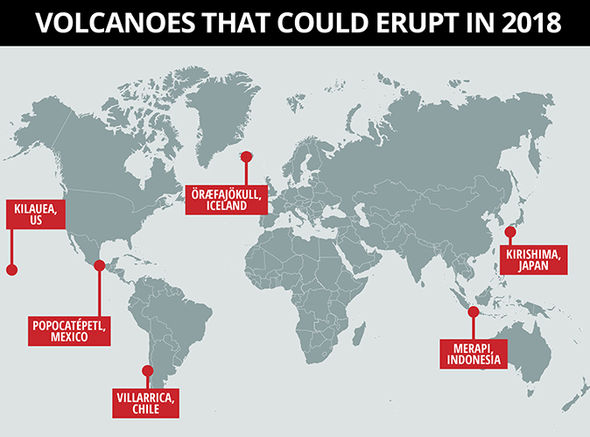 VOLCANOES THAT COULD ERUPT IN 2018
ÖRÆFAJÖKULL,
ICELAND
KILAUEA,
US
KIRISHIMA,
JAPAN
POPOCATÉPETL,
MEXICO
MERAPI,
INDONESIA
VILLARRICA,
CHILE